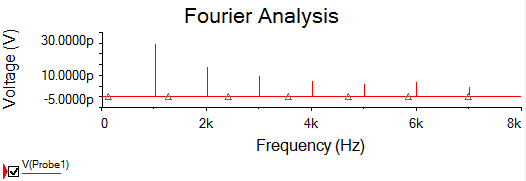 Fourier Analysis
Voltage (V)
30.0000p
10.0000p
-5.0000p
0 2k 4k 6k 8k
Frequency (Hz)
V(Probe1)